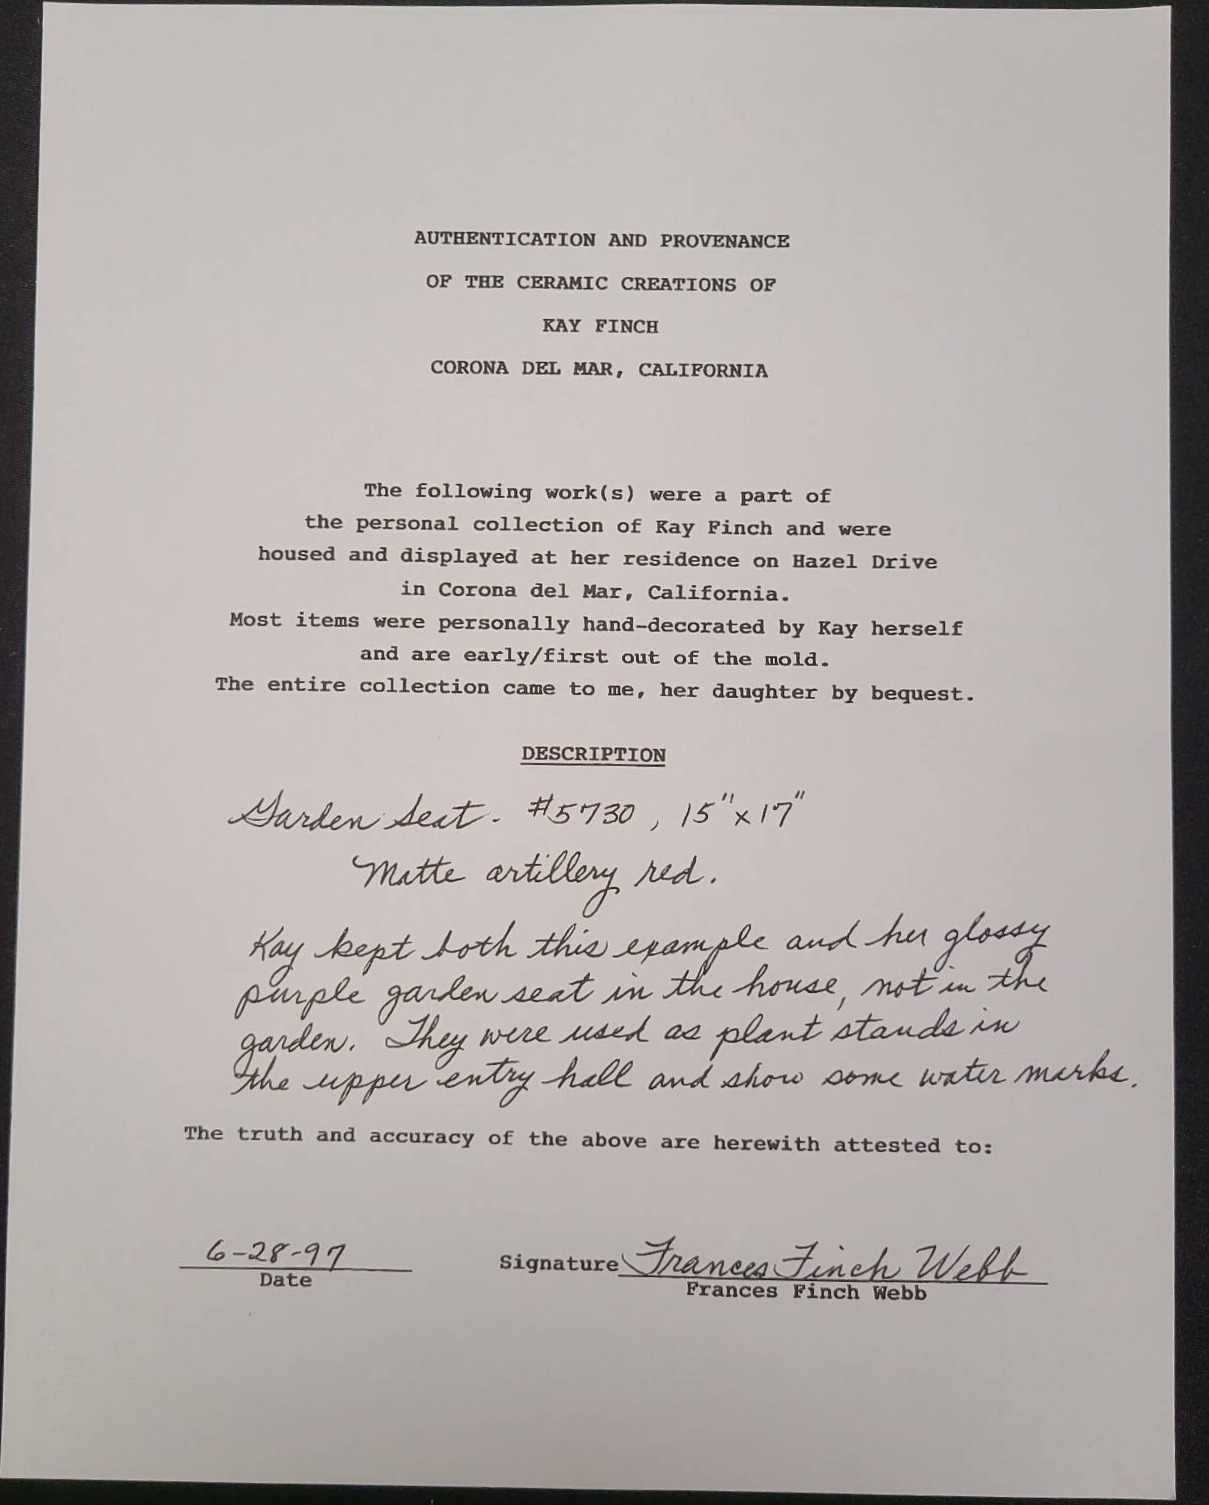 AUTHENTICATION AND PROVENANCE
OF THE CERAMIC CREATIONS OF
KAY FINCH
CORONA DEL MAR, CALIFORNIA
The following work(s) were a part of
the personal collection of Kay Finch and were
housed and displayed at her residence on Hazel Drive
in Corona del Mar, California.
Most items were personally hand-decorated by Kay herself
and are early/first out of the mold.
The entire collection came to me, her daughter by bequest.
DESCRIPTION
Garden Seat. #5730, 15" x 17"
Matte artillery red.
Kay kept both this example and her glossy
purple garden seat in the house, not in the
garden. They were used as plant stands in
the upper entry hall and show some water marks.
The truth and accuracy of the above are herewith attested to:
6-28-97 Signature Frances Finch Webb
Date Frances Finch Webb